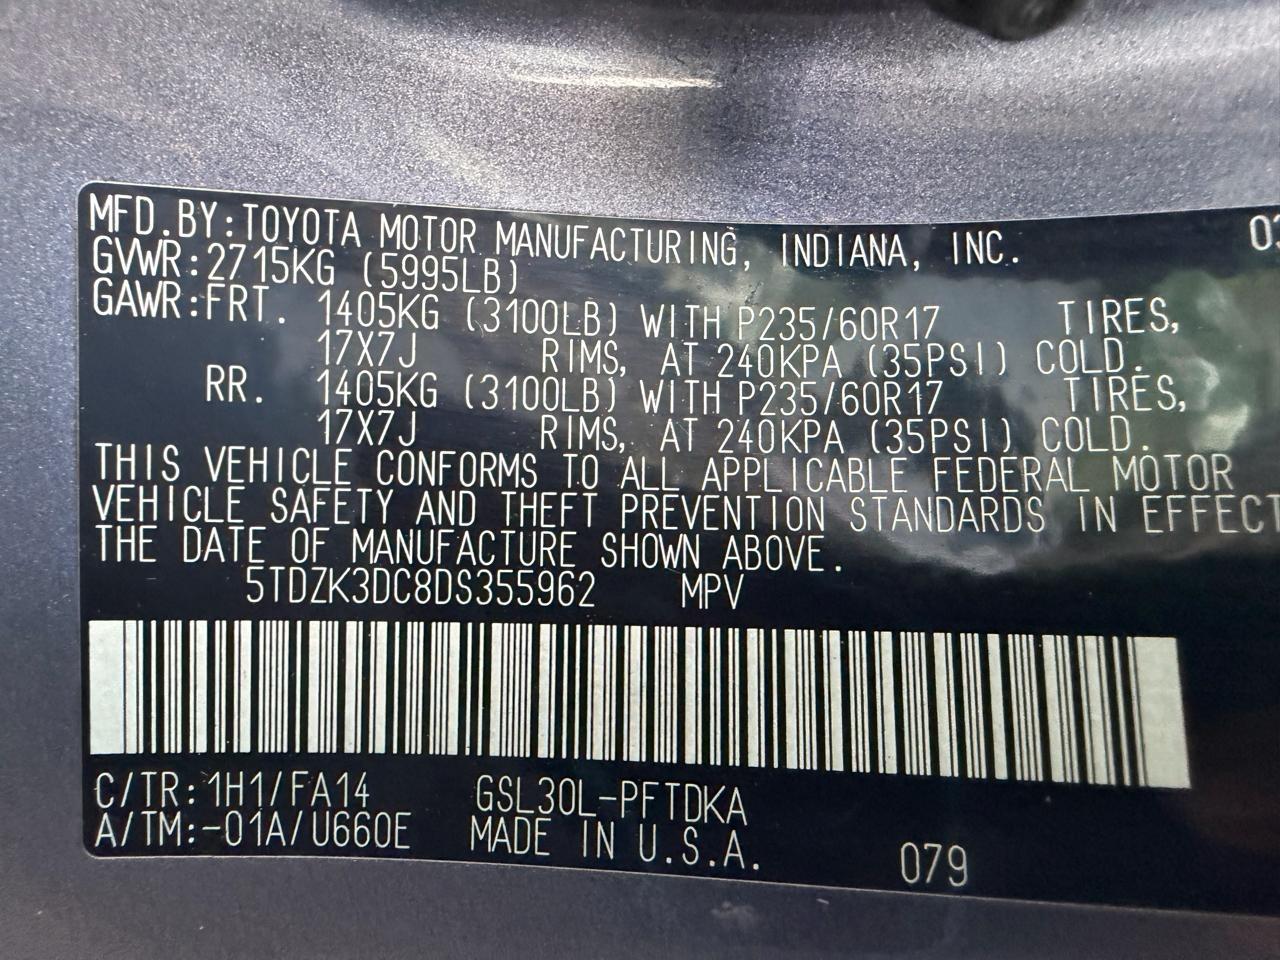 MFD.BY:TOYOTA MOTOR MANUFACTURING, INDIANA, INC.
GVWR:2715KG (5995LB)
GAWR:FRT. 1405KG (3100LB) WITH P235/60R17 TIRES,
17X7J RIMS, AT 240KPA (35PSI) COLD.
RR. 1405KG (3100LB) WITH P235/60R17 TIRES,
17X7J RIMS, AT 240KPA (35PSI) COLD.
THIS VEHICLE CONFORMS TO ALL APPLICABLE FEDERAL MOTOR
VEHICLE SAFETY AND THEFT PREVENTION STANDARDS IN EFFECT
THE DATE OF MANUFACTURE SHOWN ABOVE.
5TDZK3DC8DS355962 MPV
C/TR:1H1/FA14 GSL30L-PFTDKA
A/TM:-01A/U660E MADE IN U.S.A.
079